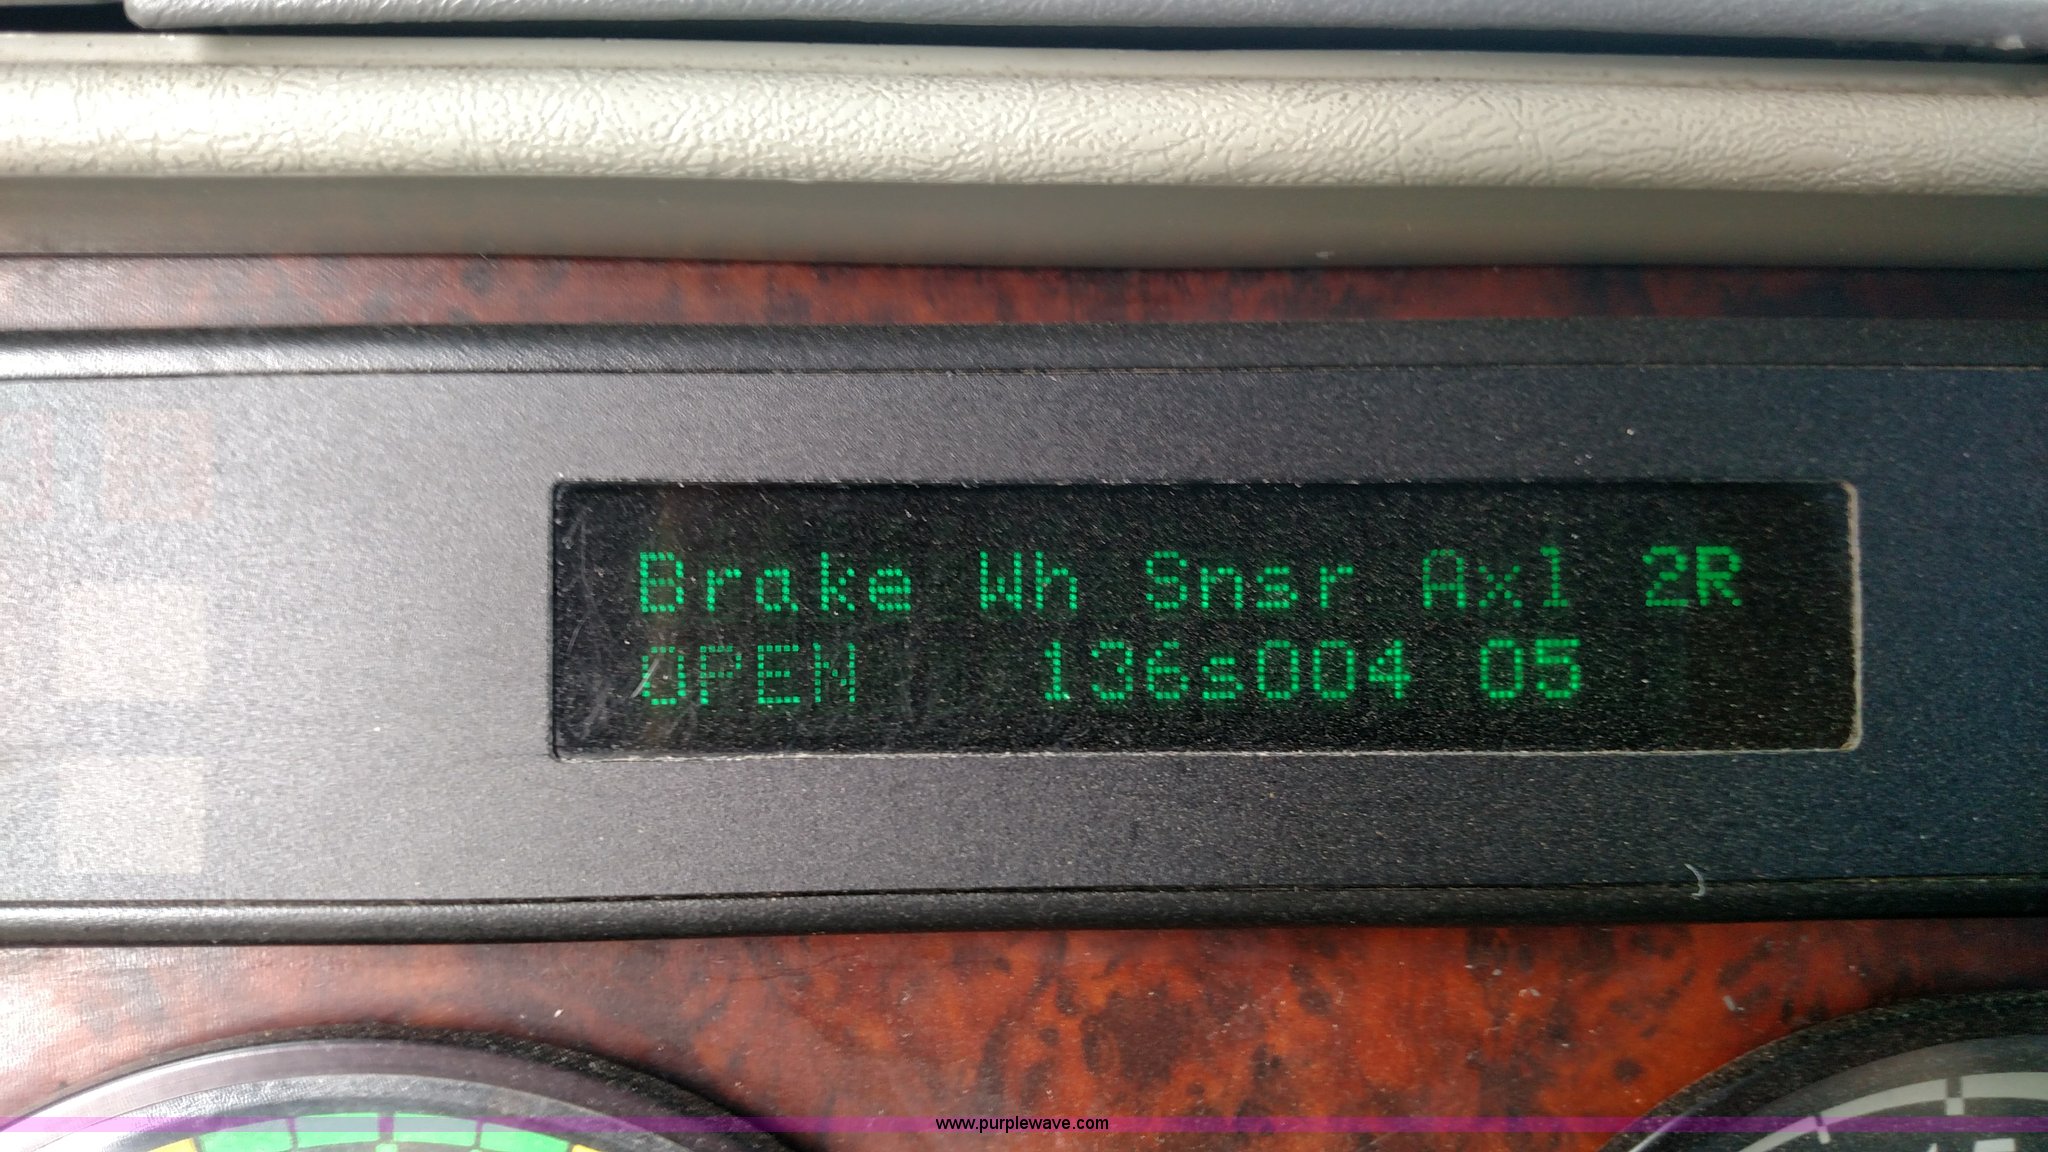 Brake Wh Snsr Axl 2R
OPEN 136s004 05
www.purplewave.com